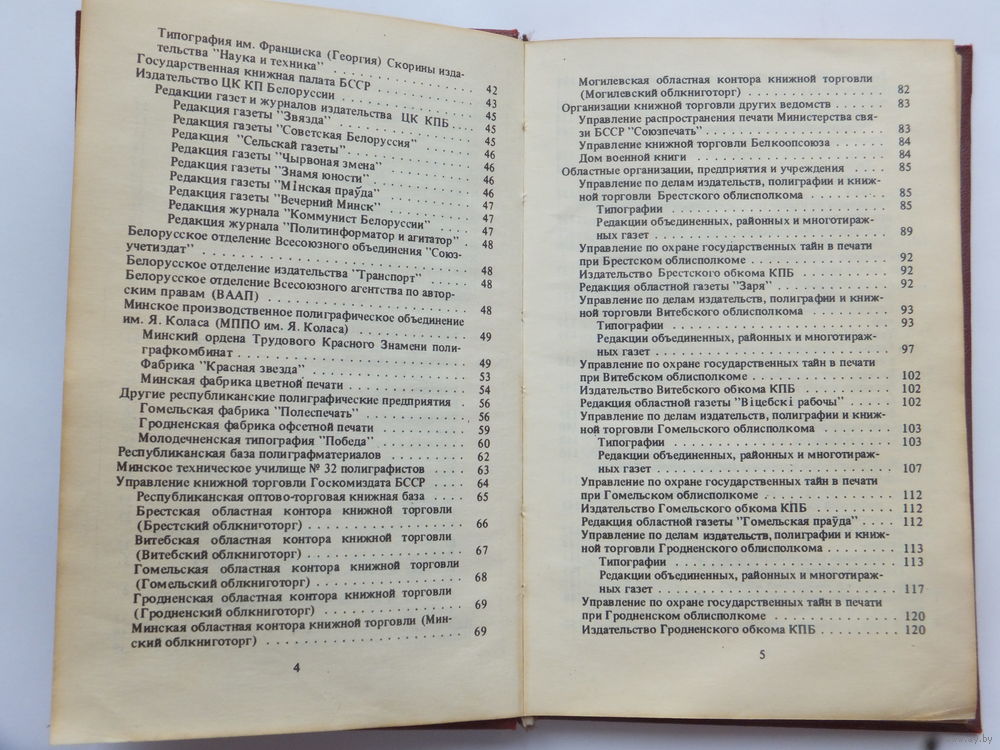 Типография им. Франциска (Георгия) Скорины изда-
тельства "Наука и техника" . . . . . . . . . . . . 42
Государственная книжная палата БССР . . . . . . . . 43
Издательство ЦК КП Белоруссии . . . . . . . . . . . 45
Редакции газет и журналов издательства ЦК КПБ . . . . 45
Редакция газеты "Звязда" . . . . . . . . . . . . 45
Редакция газеты "Советская Белоруссия" . . . . . . . 46
Редакция "Сельскай газеты" . . . . . . . . . . . 46
Редакция газеты "Чырвоная змена" . . . . . . . . . 46
Редакция газеты "Знамя юности" . . . . . . . . . . 46
Редакция газеты "Мінская праўда" . . . . . . . . . 47
Редакция газеты "Вечерний Минск" . . . . . . . . . 47
Редакция журнала "Коммунист Белоруссии" . . . . . . 47
Редакция журнала "Политинформатор и агитатор" . . 48
Белорусское отделение Всесоюзного объединения "Союз-
учетиздат" . . . . . . . . . . . . . . . . . . 48
Белорусское отделение издательства "Транспорт" . . . . 48
Белорусское отделение Всесоюзного агентства по автор-
ским правам (ВААП) . . . . . . . . . . . . . . 48
Минское производственное полиграфическое объединение
им. Я. Коласа (МППО им. Я. Коласа) . . . . . . . . . 49
Минский ордена Трудового Красного Знамени поли-
графкомбинат . . . . . . . . . . . . . . . . . 49
Фабрика "Красная звезда" . . . . . . . . . . . . 53
Минская фабрика цветной печати . . . . . . . . . 54
Другие республиканские полиграфические предприятия . 56
Гомельская фабрика "Полеспечать" . . . . . . . . . 56
Гродненская фабрика офсетной печати . . . . . . . 59
Молодечненская типография "Победа" . . . . . . . . 60
Республиканская база полиграфматериалов . . . . . . . 62
Минское техническое училище № 32 полиграфистов . . . 63
Управление книжной торговли Госкомиздата БССР . . . . 64
Республиканская оптово-торговая книжная база . . . . 65
Брестская областная контора книжной торговли
(Брестский облкниготорг) . . . . . . . . . . . . 66
Витебская областная контора книжной торговли
(Витебский облкниготорг) . . . . . . . . . . . . 67
Гомельская областная контора книжной торговли
(Гомельский облкниготорг) . . . . . . . . . . . . 68
Гродненская областная контора книжной торговли
(Гродненский облкниготорг) . . . . . . . . . . . 69
Минская областная контора книжной торговли (Мин-
ский облкниготорг) . . . . . . . . . . . . . . . 69
4
Могилевская областная контора книжной торговли
(Могилевский облкниготорг) . . . . . . . . . . . 82
Организации книжной торговли других ведомств . . . . . 83
Управление распространения печати Министерства свя-
зи БССР "Союзпечать" . . . . . . . . . . . . . . 83
Управление книжной торговли Белкоопсоюза . . . . . 84
Дом военной книги . . . . . . . . . . . . . . . 84
Областные организации, предприятия и учреждения . . . . 85
Управление по делам издательств, полиграфии и книж-
ной торговли Брестского облисполкома . . . . . . . 85
Типографии . . . . . . . . . . . . . . . . . 85
Редакции объединенных, районных и многотираж-
ных газет . . . . . . . . . . . . . . . . . . 89
Управление по охране государственных тайн в печати
при Брестском облисполкоме . . . . . . . . . . . 92
Издательство Брестского обкома КПБ . . . . . . . . 92
Редакция областной газеты "Заря" . . . . . . . . . 92
Управление по делам издательств, полиграфии и книж-
ной торговли Витебского облисполкома . . . . . . . 93
Типографии . . . . . . . . . . . . . . . . . 93
Редакции объединенных, районных и многотираж-
ных газет . . . . . . . . . . . . . . . . . . 97
Управление по охране государственных тайн в печати
при Витебском облисполкоме . . . . . . . . . . . 102
Издательство Витебского обкома КПБ . . . . . . . . 102
Редакция областной газеты "Віцебскі рабочы" . . . . . 102
Управление по делам издательств, полиграфии и книж-
ной торговли Гомельского облисполкома . . . . . . . 103
Типографии . . . . . . . . . . . . . . . . . 103
Редакции объединенных, районных и многотираж-
ных газет . . . . . . . . . . . . . . . . . . 107
Управление по охране государственных тайн в печати
при Гомельском облисполкоме . . . . . . . . . . . 112
Издательство Гомельского обкома КПБ . . . . . . . . 112
Редакция областной газеты "Гомельская праўда" . . . . 112
Управление по делам издательств, полиграфии и книж-
ной торговли Гродненского облисполкома . . . . . . 113
Типографии . . . . . . . . . . . . . . . . . 113
Редакции объединенных, районных и многотираж-
ных газет . . . . . . . . . . . . . . . . . . 117
Управление по охране государственных тайн в печати
при Гродненском облисполкоме . . . . . . . . . . 120
Издательство Гродненского обкома КПБ . . . . . . . . 120
5
www.ay.by